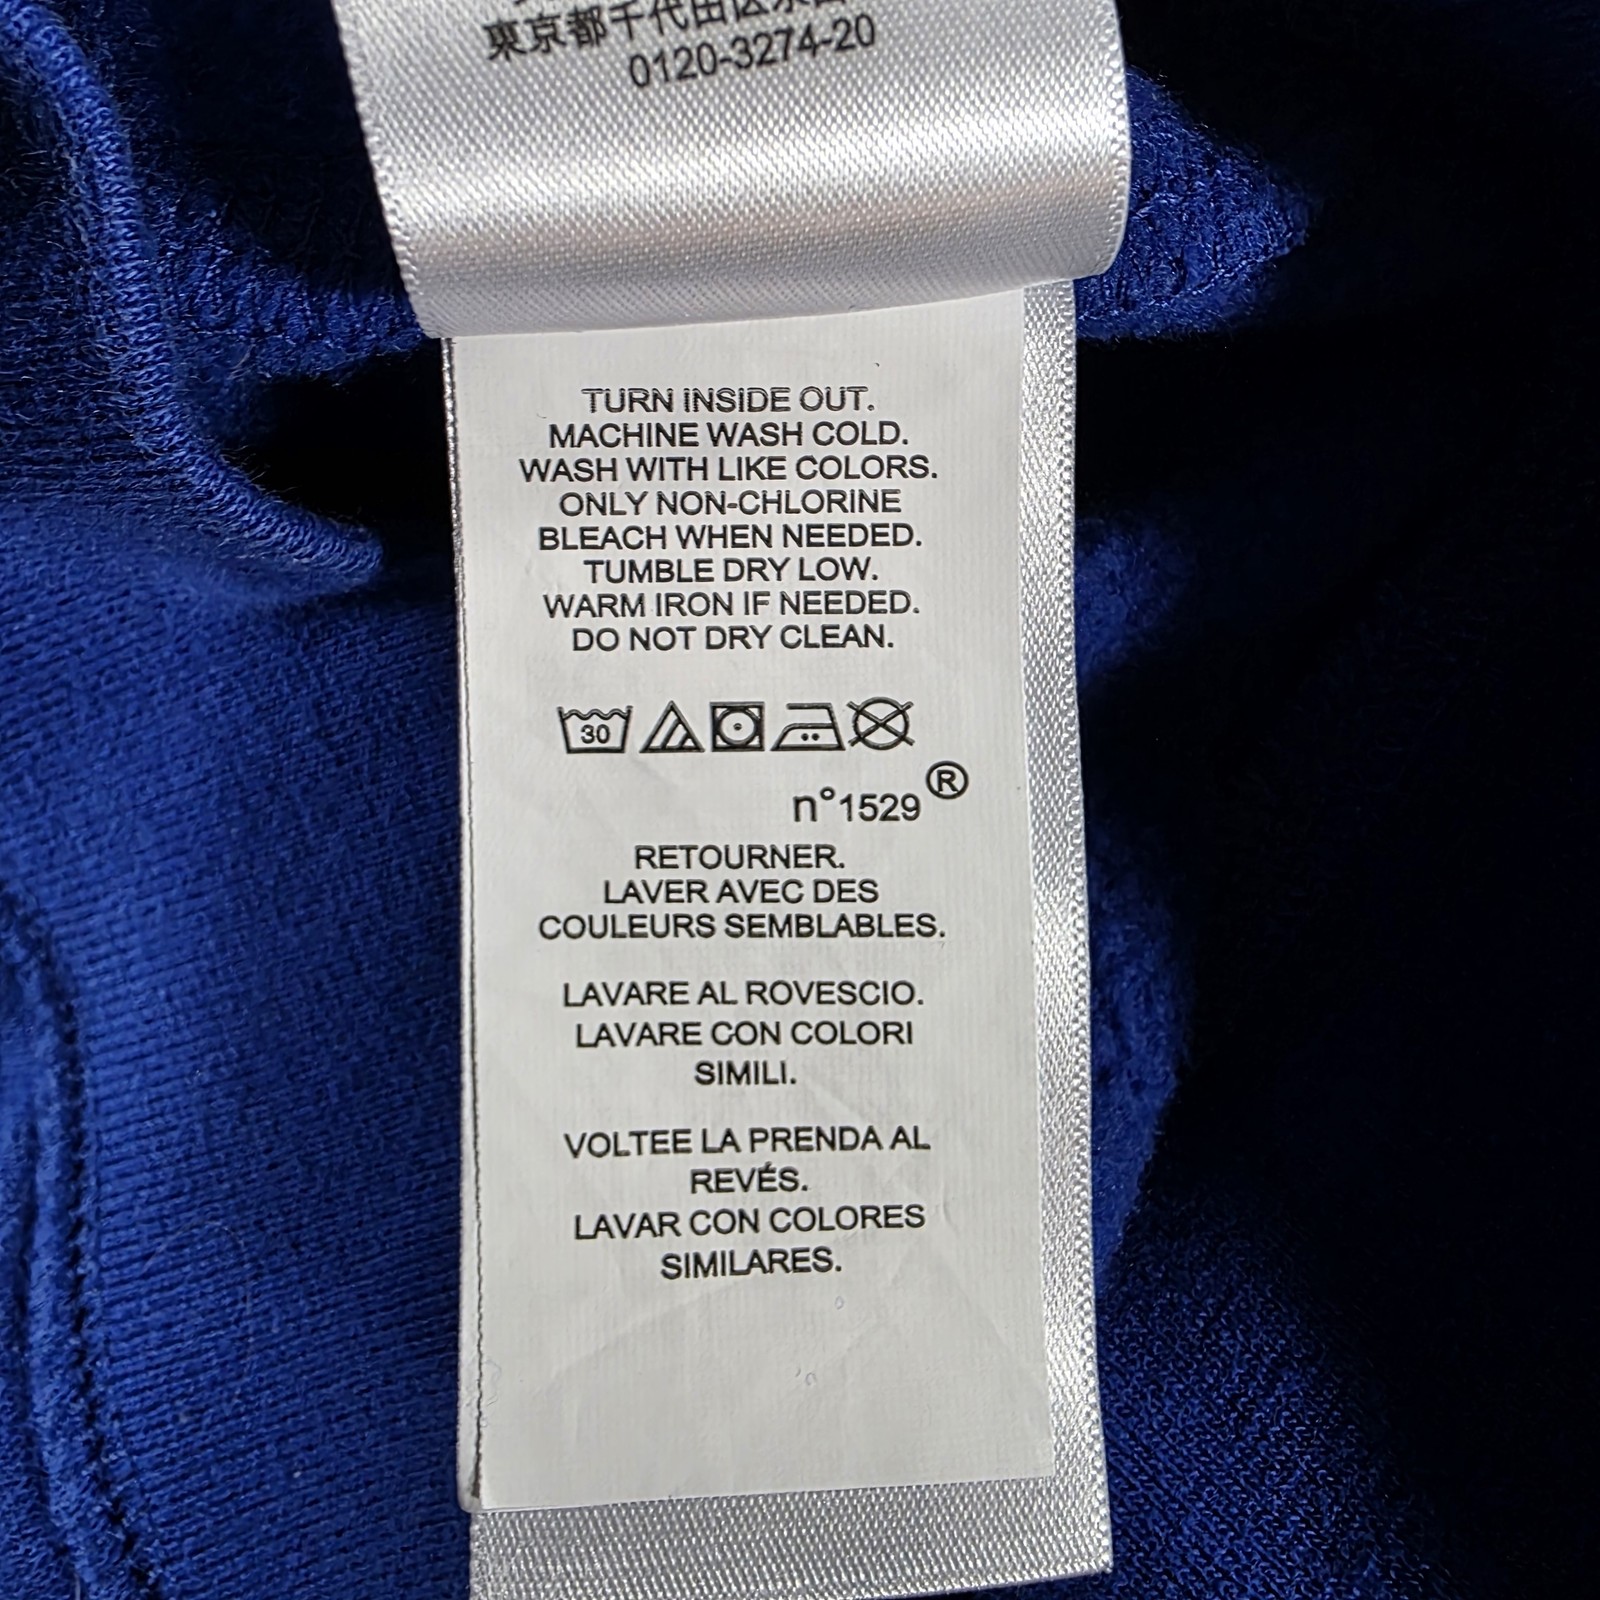 東京都千代田区
0120-3274-20
TURN INSIDE OUT.
MACHINE WASH COLD.
WASH WITH LIKE COLORS.
ONLY NON-CHLORINE
BLEACH WHEN NEEDED.
TUMBLE DRY LOW.
WARM IRON IF NEEDED.
DO NOT DRY CLEAN.
30
n°1529®
RETOURNER.
LAVER AVEC DES
COULEURS SEMBLABLES.
LAVARE AL ROVESCIO.
LAVARE CON COLORI
SIMILI.
VOLTEE LA PRENDA AL
REVÉS.
LAVAR CON COLORES
SIMILARES.